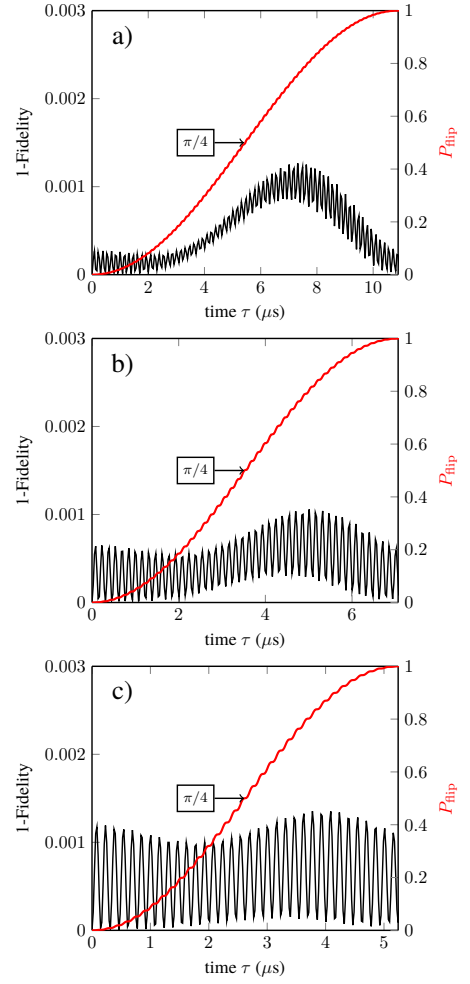 a)
0.003
0.002
0.001
0
1-Fidelity
1
0.8
0.6
0.4
0.2
0
P_flip
π/4
0 2 4 6 8 10
time τ (μs)
b)
0.003
0.002
0.001
0
1-Fidelity
1
0.8
0.6
0.4
0.2
0
P_flip
π/4
0 2 4 6
time τ (μs)
c)
0.003
0.002
0.001
0
1-Fidelity
1
0.8
0.6
0.4
0.2
0
P_flip
π/4
0 1 2 3 4 5
time τ (μs)